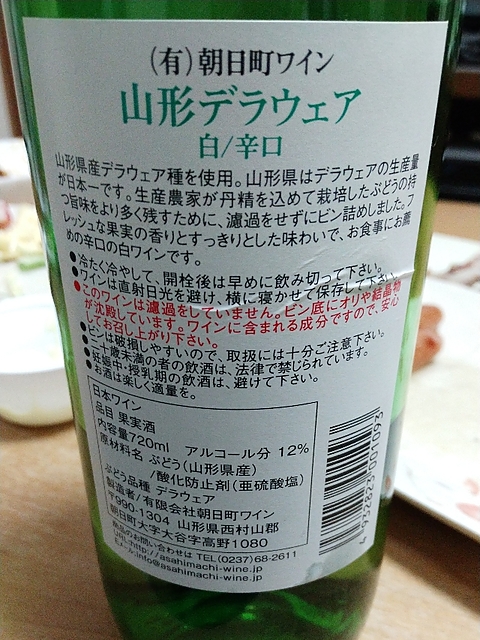 (有)朝日町ワイン
山形デラウェア
白/辛口
山形県産デラウェア種を使用。山形県はデラウェアの生産量
が日本一です。生産農家が丹精を込めて栽培したぶどうの持
つ旨味をより多く残すために、濾過をせずにビン詰めしました。フ
レッシュな果実の香りとすっきりとした味わいで、お食事にお薦
めの辛口の白ワインです。
●冷たく冷やして、開栓後は早めに飲み切って下さい。
●ワインは直射日光を避け、横に寝かせて保存して下さい。
●このワインは濾過をしていません。ビン底にオリや結晶物
が沈殿しています。ワインに含まれる成分ですので、安心
してお召し上がり下さい。
●ビンは破損しやすいので、取扱には十分ご注意下さい。
●二十歳未満の者の飲酒は、法律で禁じられています。
●妊娠中・授乳期の飲酒は、避けて下さい。
●お酒は楽しく適量を。
日本ワイン
品目 果実酒
内容量720ml アルコール分 12%
原材料名 ぶどう(山形県産)
/酸化防止剤(亜硫酸塩)
ぶどう品種 デラウェア
製造者/有限会社朝日町ワイン
〒990-1304 山形県西村山郡
朝日町大字大谷字高野1080
商品のお問い合わせは TEL(0237)68-2611
URL:http://asahimachi-wine.jp
Eメール:info@asahimachi-wine.jp
4 952825 007093